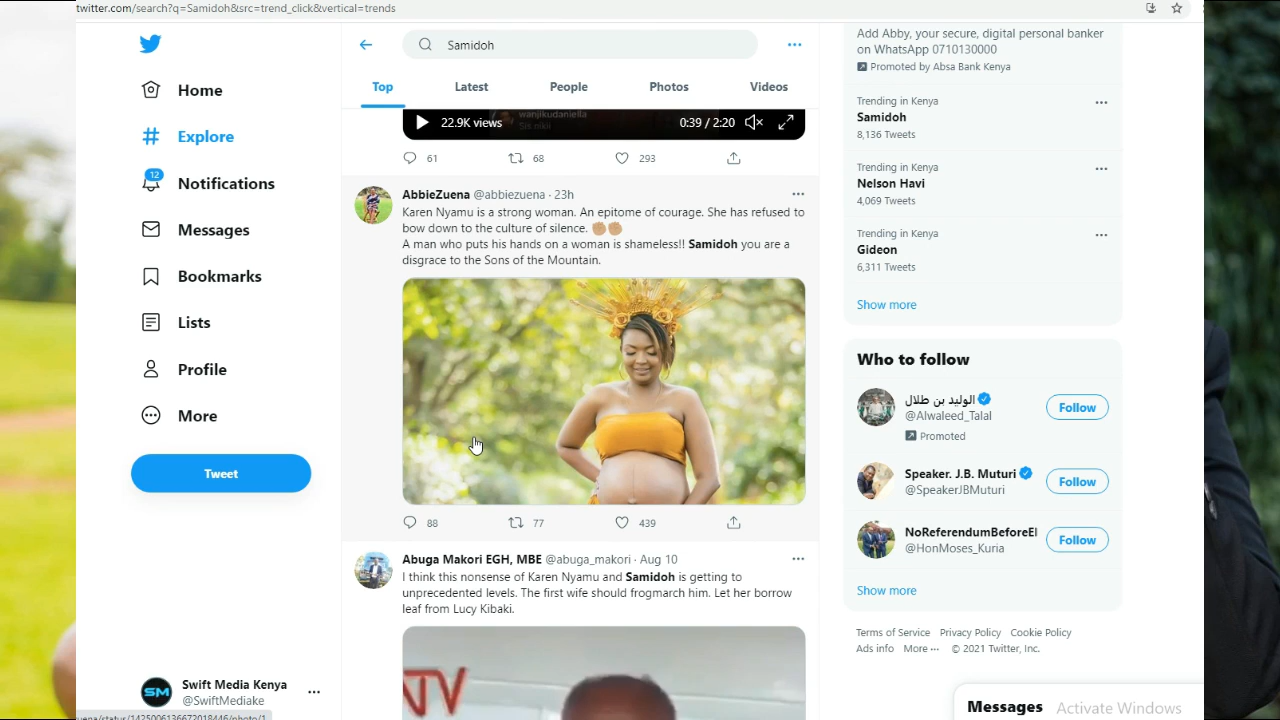 twitter.com/search?q=Samidoh&src=trend_click&vertical=trends
Home
Explore
12
Notifications
Messages
Bookmarks
Lists
Profile
More
Tweet
SM
Swift Media Kenya
@SwiftMediake
Samidoh
Top
Latest
People
Photos
Videos
wanjikudaniella
Sis nikii
22.9K views
0:39 / 2:20
61
68
293
AbbieZuena @abbiezuena · 23h
Karen Nyamu is a strong woman. An epitome of courage. She has refused to
bow down to the culture of silence. ✊🏽✊🏽
A man who puts his hands on a woman is shameless!! Samidoh you are a
disgrace to the Sons of the Mountain.
88
77
439
Abuga Makori EGH, MBE @abuga_makori · Aug 10
I think this nonsense of Karen Nyamu and Samidoh is getting to
unprecedented levels. The first wife should frogmarch him. Let her borrow
leaf from Lucy Kibaki.
TV
Add Abby, your secure, digital personal banker
on WhatsApp 0710130000
Promoted by Absa Bank Kenya
Trending in Kenya
Samidoh
8,136 Tweets
Trending in Kenya
Nelson Havi
4,069 Tweets
Trending in Kenya
Gideon
6,311 Tweets
Show more
Who to follow
الوليد بن طلال
@Alwaleed_Talal
Promoted
Follow
Speaker. J.B. Muturi
@SpeakerJBMuturi
Follow
NoReferendumBeforeEl
@HonMoses_Kuria
Follow
Show more
Terms of Service Privacy Policy Cookie Policy
Ads info More ··· © 2021 Twitter, Inc.
Messages
Activate Windows